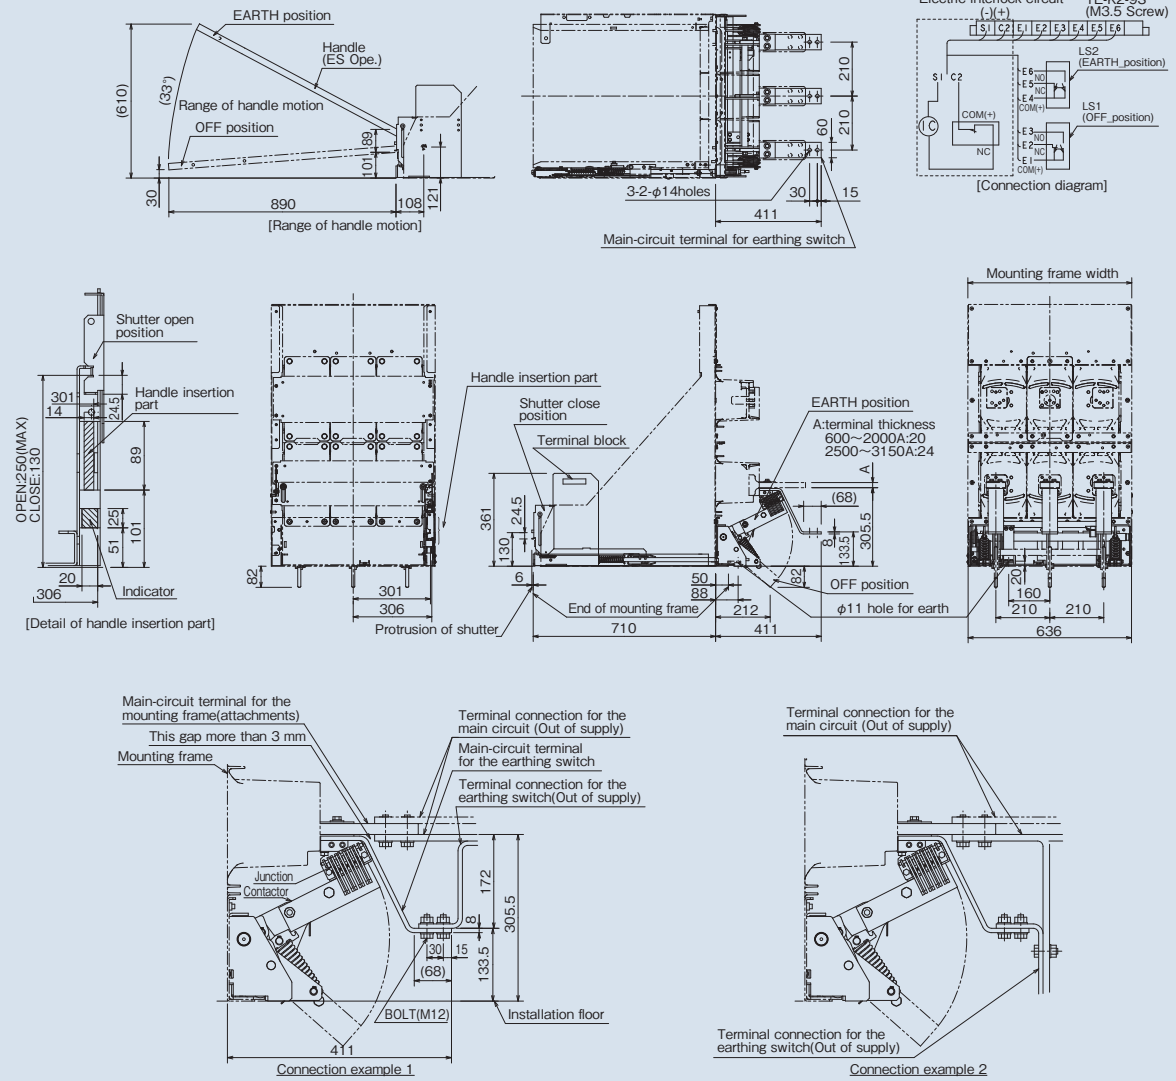 EARTH position
Handle
(ES Ope.)
(610)
(33°)
Range of handle motion
OFF position
89
101
30
890
108
121
[Range of handle motion]
210
210
60
3-2-φ14holes
30
15
411
Main-circuit terminal for earthing switch
(-)(+)
(M3.5 Screw)
S1 C2 E1 E2 E3 E4 E5 E6
LS2
(EARTH_position)
S1 C2
E6
NO
E5
NC
E4
COM(+)
LS1
(OFF_position)
IC
COM(+)
NC
E3
NO
E2
NC
E1
COM(+)
[Connection diagram]
Shutter open
position
301
14
24.5
Handle insertion
part
OPEN:250(MAX)
CLOSE:130
89
25
51
101
20
306
Indicator
[Detail of handle insertion part]
Handle insertion part
82
301
306
Shutter close
position
Terminal block
EARTH position
A:terminal thickness
600~2000A:20
2500~3150A:24
A
(68)
361
24.5
130
8
133.5
305.5
6
50
88
82
OFF position
End of mounting frame
212
φ11 hole for earth
Protrusion of shutter
710
411
Mounting frame width
20
160
210
210
636
Main-circuit terminal for the
mounting frame(attachments)
This gap more than 3 mm
Mounting frame
Terminal connection for the
main circuit (Out of supply)
Main-circuit terminal
for the earthing switch
Terminal connection for the
earthing switch(Out of supply)
Junction
Contactor
172
305.5
8
30
15
(68)
133.5
BOLT(M12)
Installation floor
411
Connection example 1
Terminal connection for the
main circuit (Out of supply)
Terminal connection for the
earthing switch(Out of supply)
Connection example 2